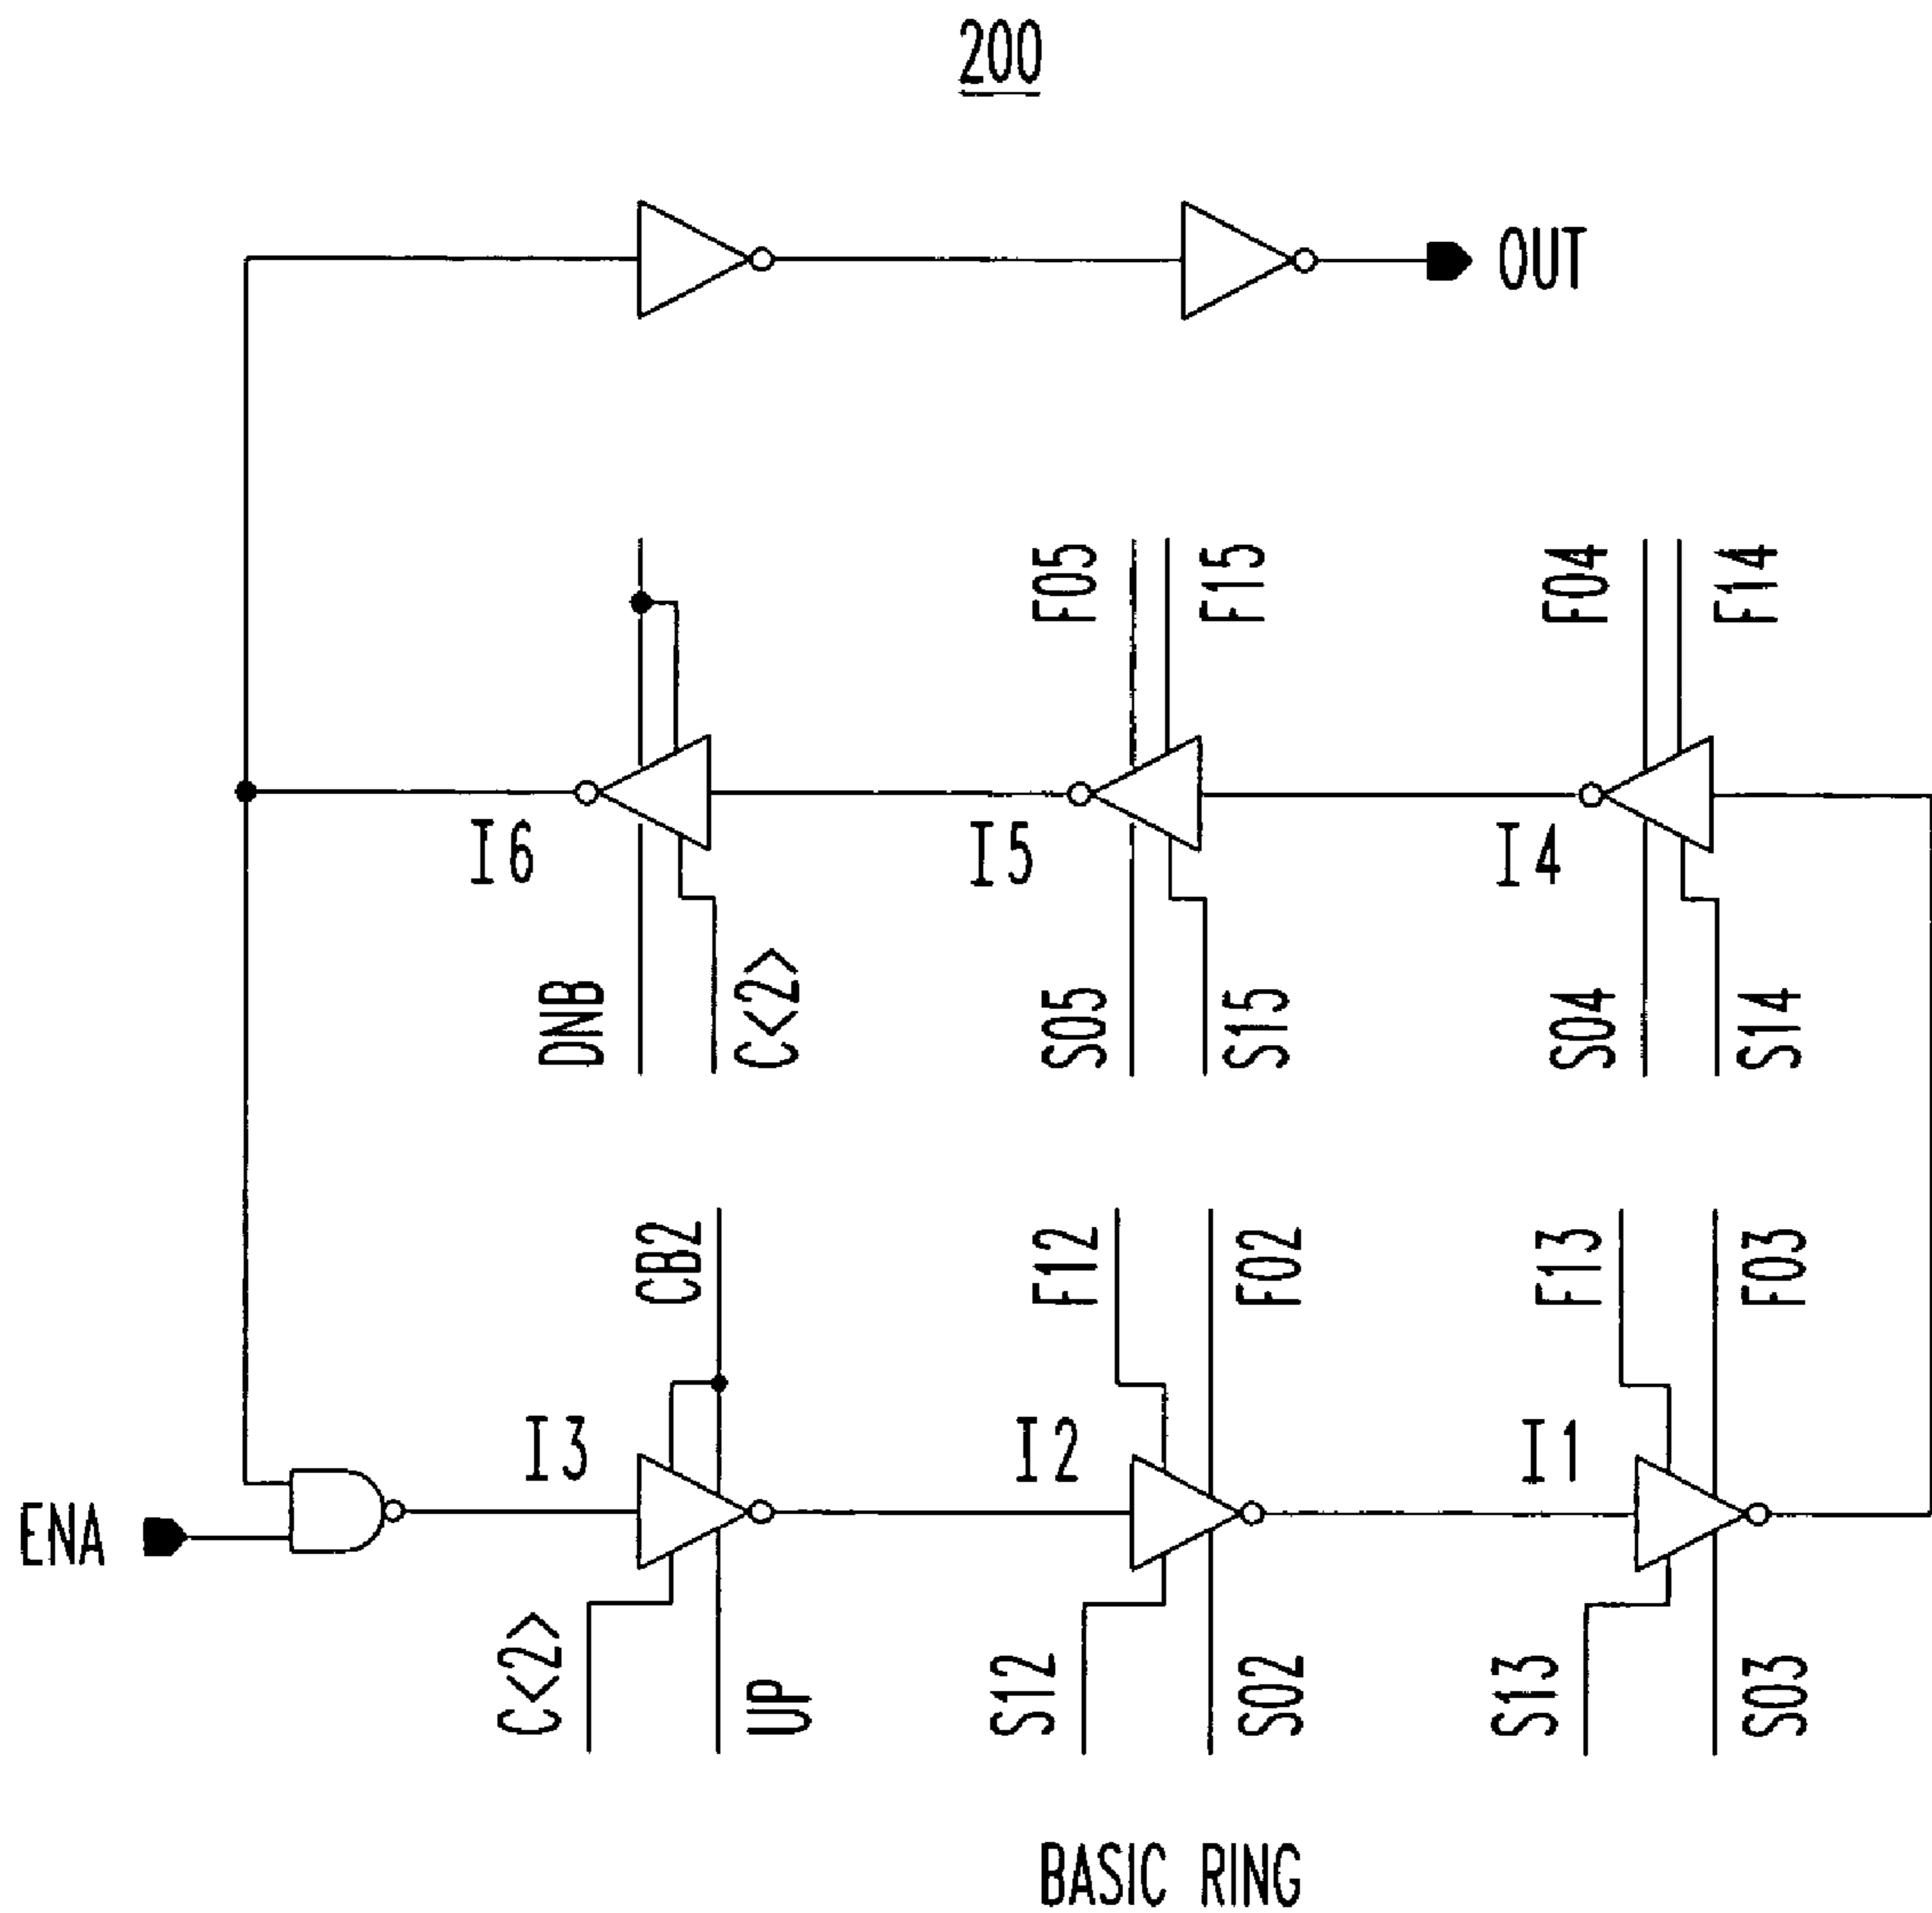 200
OUT
F05
F15
F04
F14
I6
I5
I4
DNB
C<2>
S05
S15
S04
S14
CB2
F12
F02
F13
F03
I3
I2
I1
ENA
C<2>
UP
S12
S02
S13
S03
BASIC RING